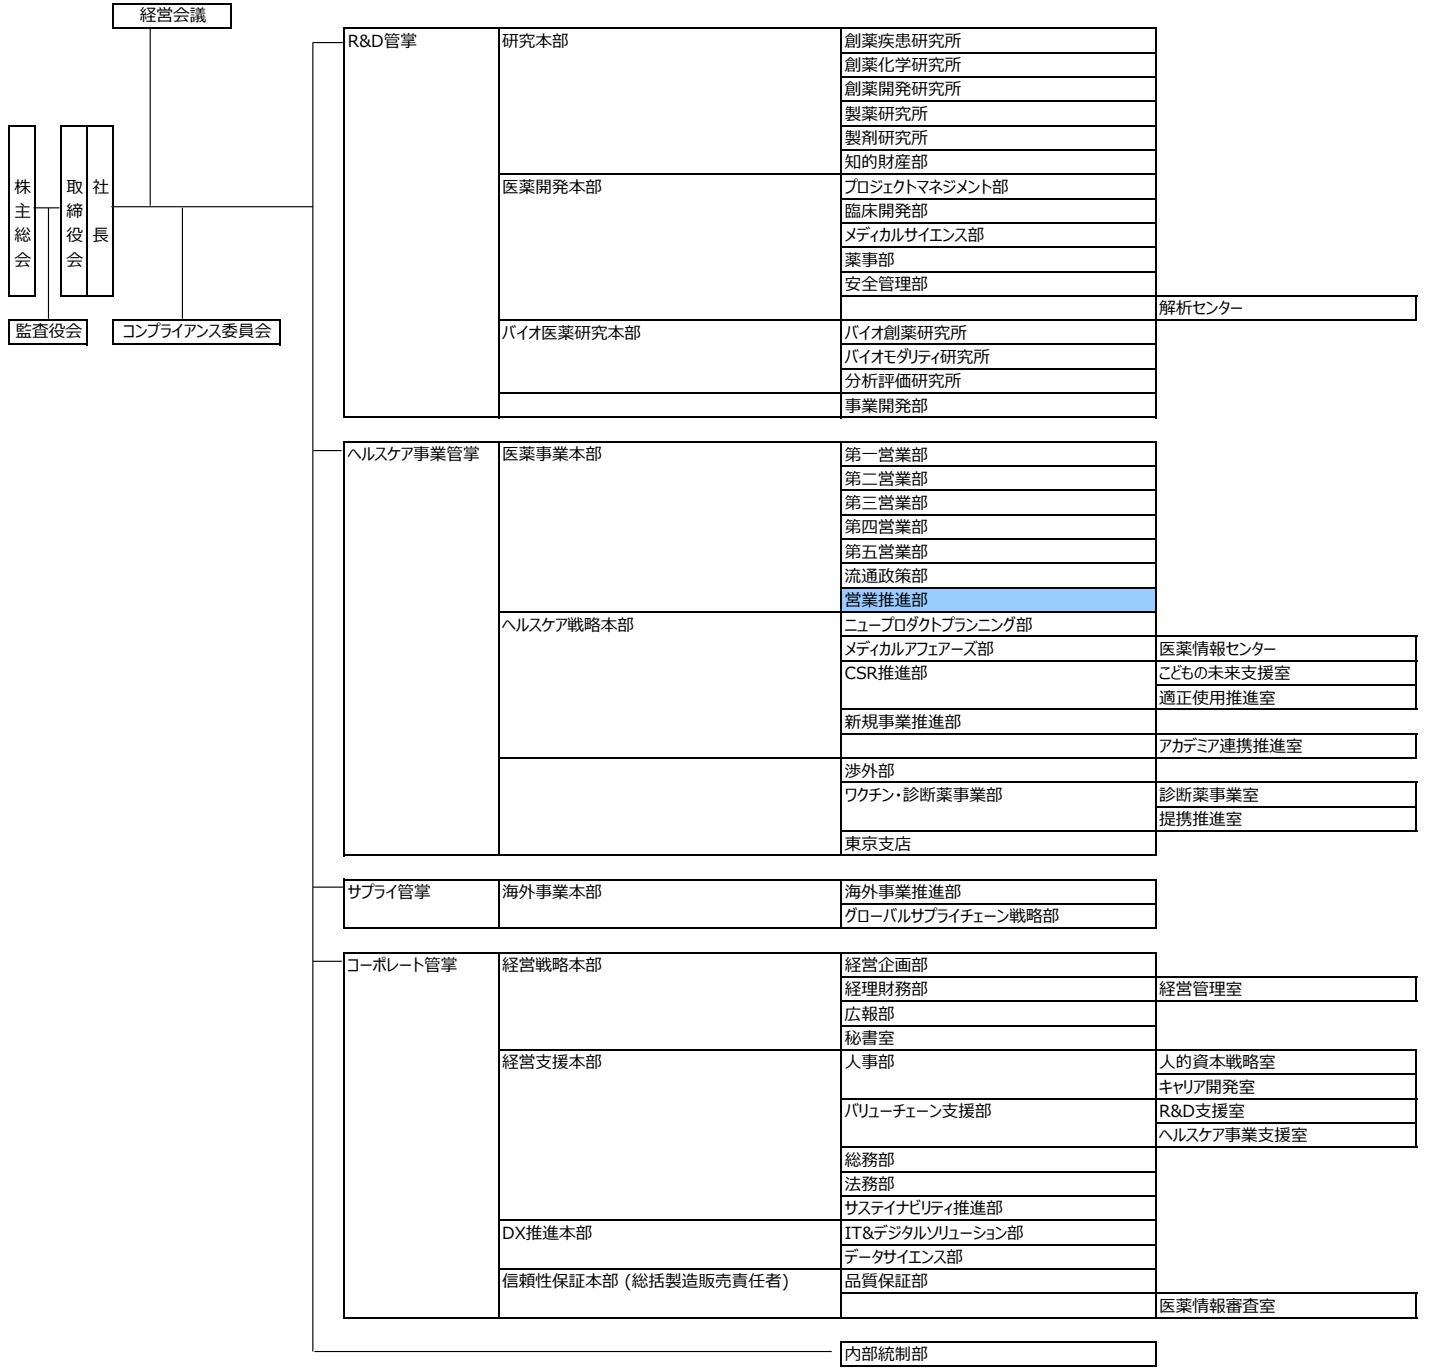 経営会議
株主総会
取締役会
社長
監査役会
コンプライアンス委員会
R&D管掌
研究本部
創薬疾患研究所
創薬化学研究所
創薬開発研究所
製薬研究所
製剤研究所
知的財産部
医薬開発本部
プロジェクトマネジメント部
臨床開発部
メディカルサイエンス部
薬事部
安全管理部
解析センター
バイオ医薬研究本部
バイオ創薬研究所
バイオモダリティ研究所
分析評価研究所
事業開発部
ヘルスケア事業管掌
医薬事業本部
第一営業部
第二営業部
第三営業部
第四営業部
第五営業部
流通政策部
営業推進部
ヘルスケア戦略本部
ニュープロダクトプランニング部
メディカルアフェアーズ部
医薬情報センター
CSR推進部
こどもの未来支援室
適正使用推進室
新規事業推進部
アカデミア連携推進室
渉外部
ワクチン・診断薬事業部
診断薬事業室
提携推進室
東京支店
サプライ管掌
海外事業本部
海外事業推進部
グローバルサプライチェーン戦略部
コーポレート管掌
経営戦略本部
経営企画部
経理財務部
経営管理室
広報部
秘書室
経営支援本部
人事部
人的資本戦略室
キャリア開発室
バリューチェーン支援部
R&D支援室
ヘルスケア事業支援室
総務部
法務部
サステイナビリティ推進部
DX推進本部
IT&デジタルソリューション部
データサイエンス部
信頼性保証本部 (総括製造販売責任者)
品質保証部
医薬情報審査室
内部統制部